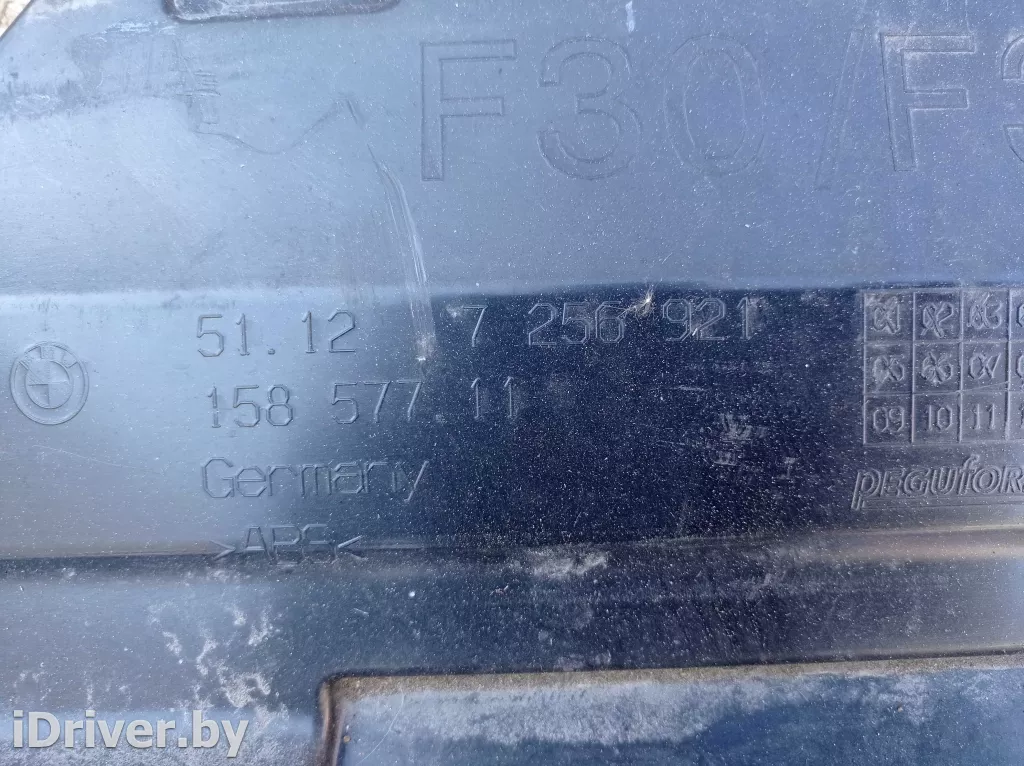 F30/F3
51.12 7 256 921
158 577 11
Germany
01 02 03
05 06 07
09 10 11
PEGUFOR
iDriver.by